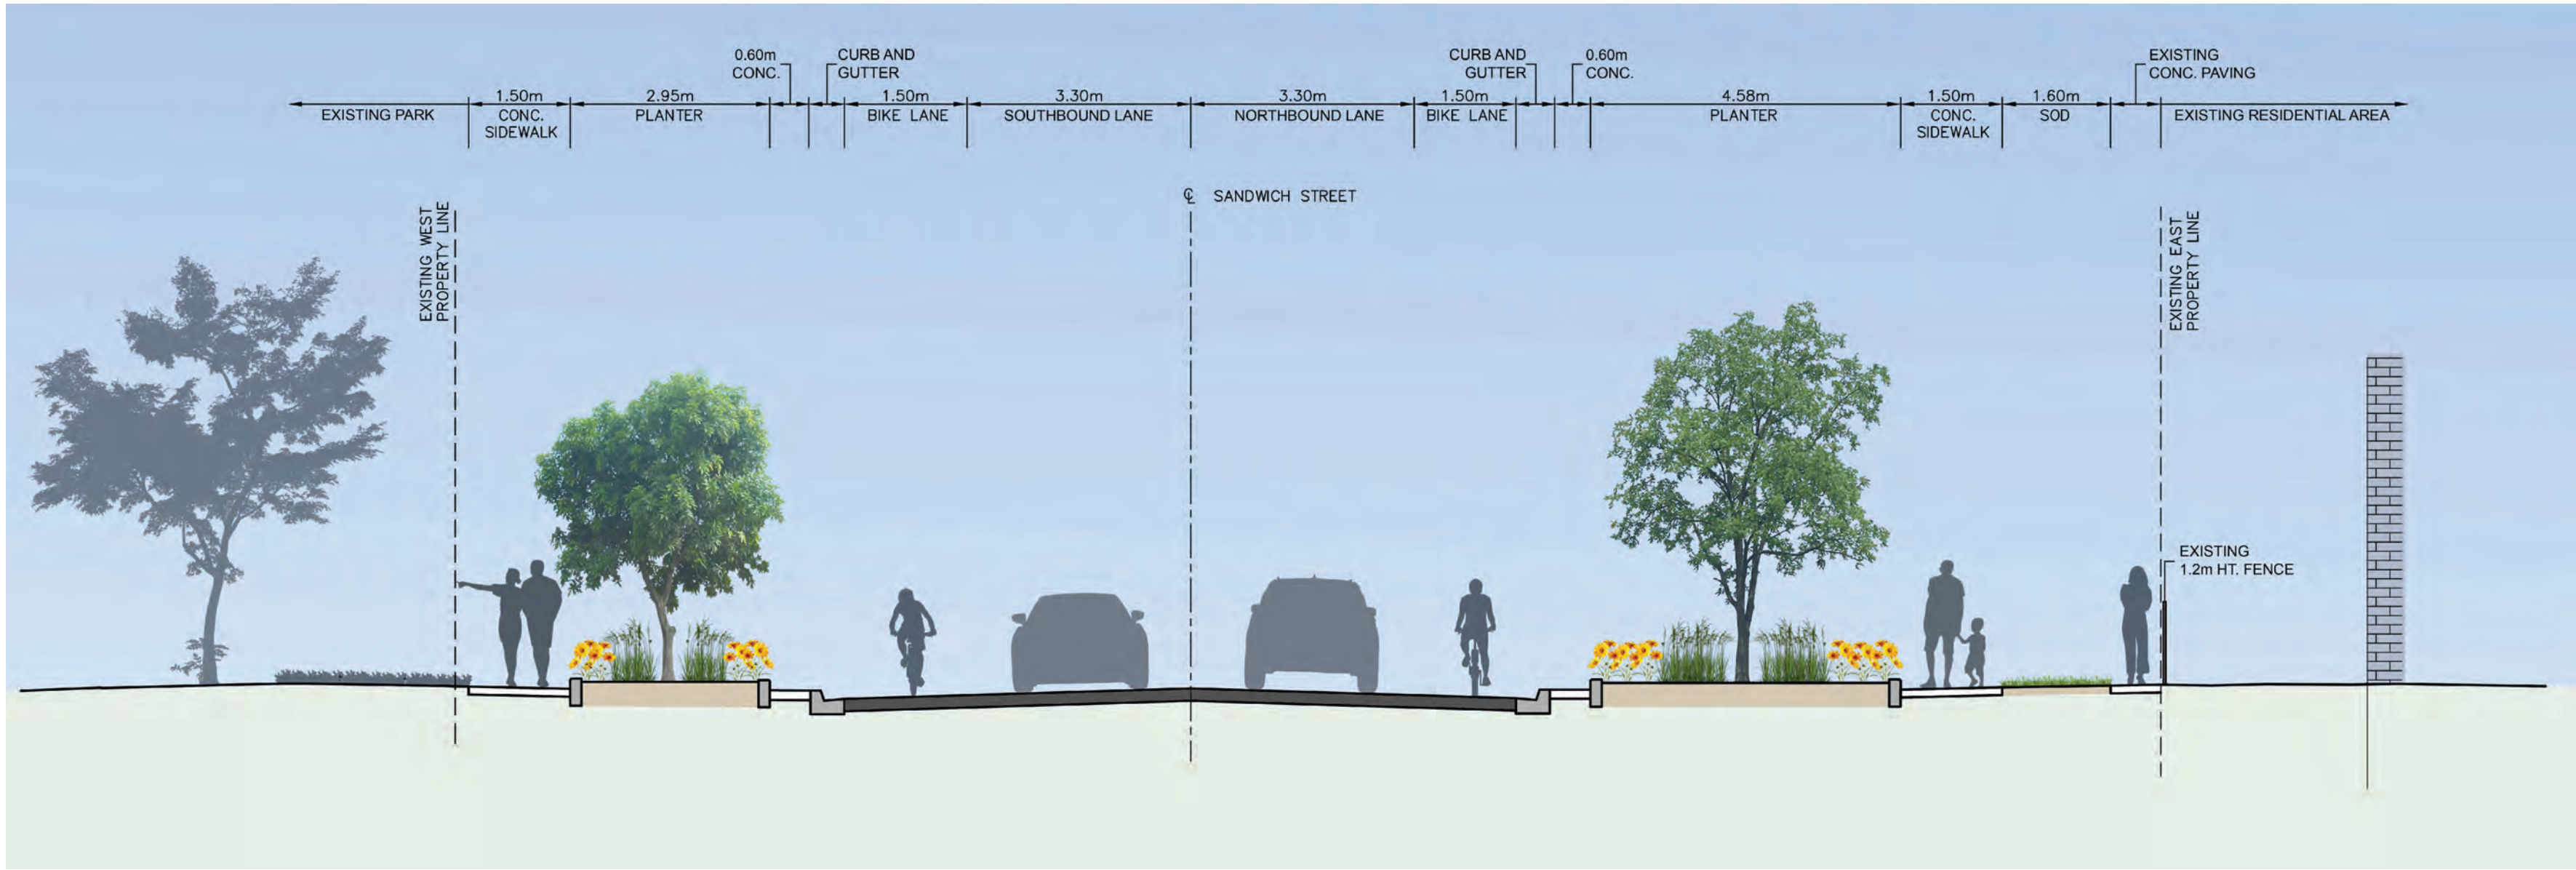 0.60m
CONC.
CURB AND
GUTTER
CURB AND
GUTTER
0.60m
CONC.
EXISTING
CONC. PAVING
EXISTING PARK
1.50m
CONC.
SIDEWALK
2.95m
PLANTER
1.50m
BIKE LANE
3.30m
SOUTHBOUND LANE
3.30m
NORTHBOUND LANE
1.50m
BIKE LANE
4.58m
PLANTER
1.50m
CONC.
SIDEWALK
1.60m
SOD
EXISTING RESIDENTIAL AREA
℄ SANDWICH STREET
EXISTING WEST
PROPERTY LINE
EXISTING EAST
PROPERTY LINE
EXISTING
1.2m HT. FENCE